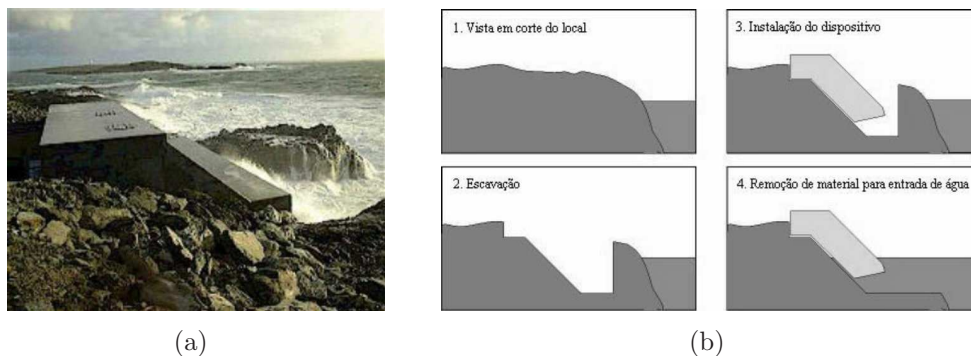 1. Vista em corte do local
3. Instalação do dispositivo
2. Escavação
4. Remoção de material para entrada de água
(a)
(b)